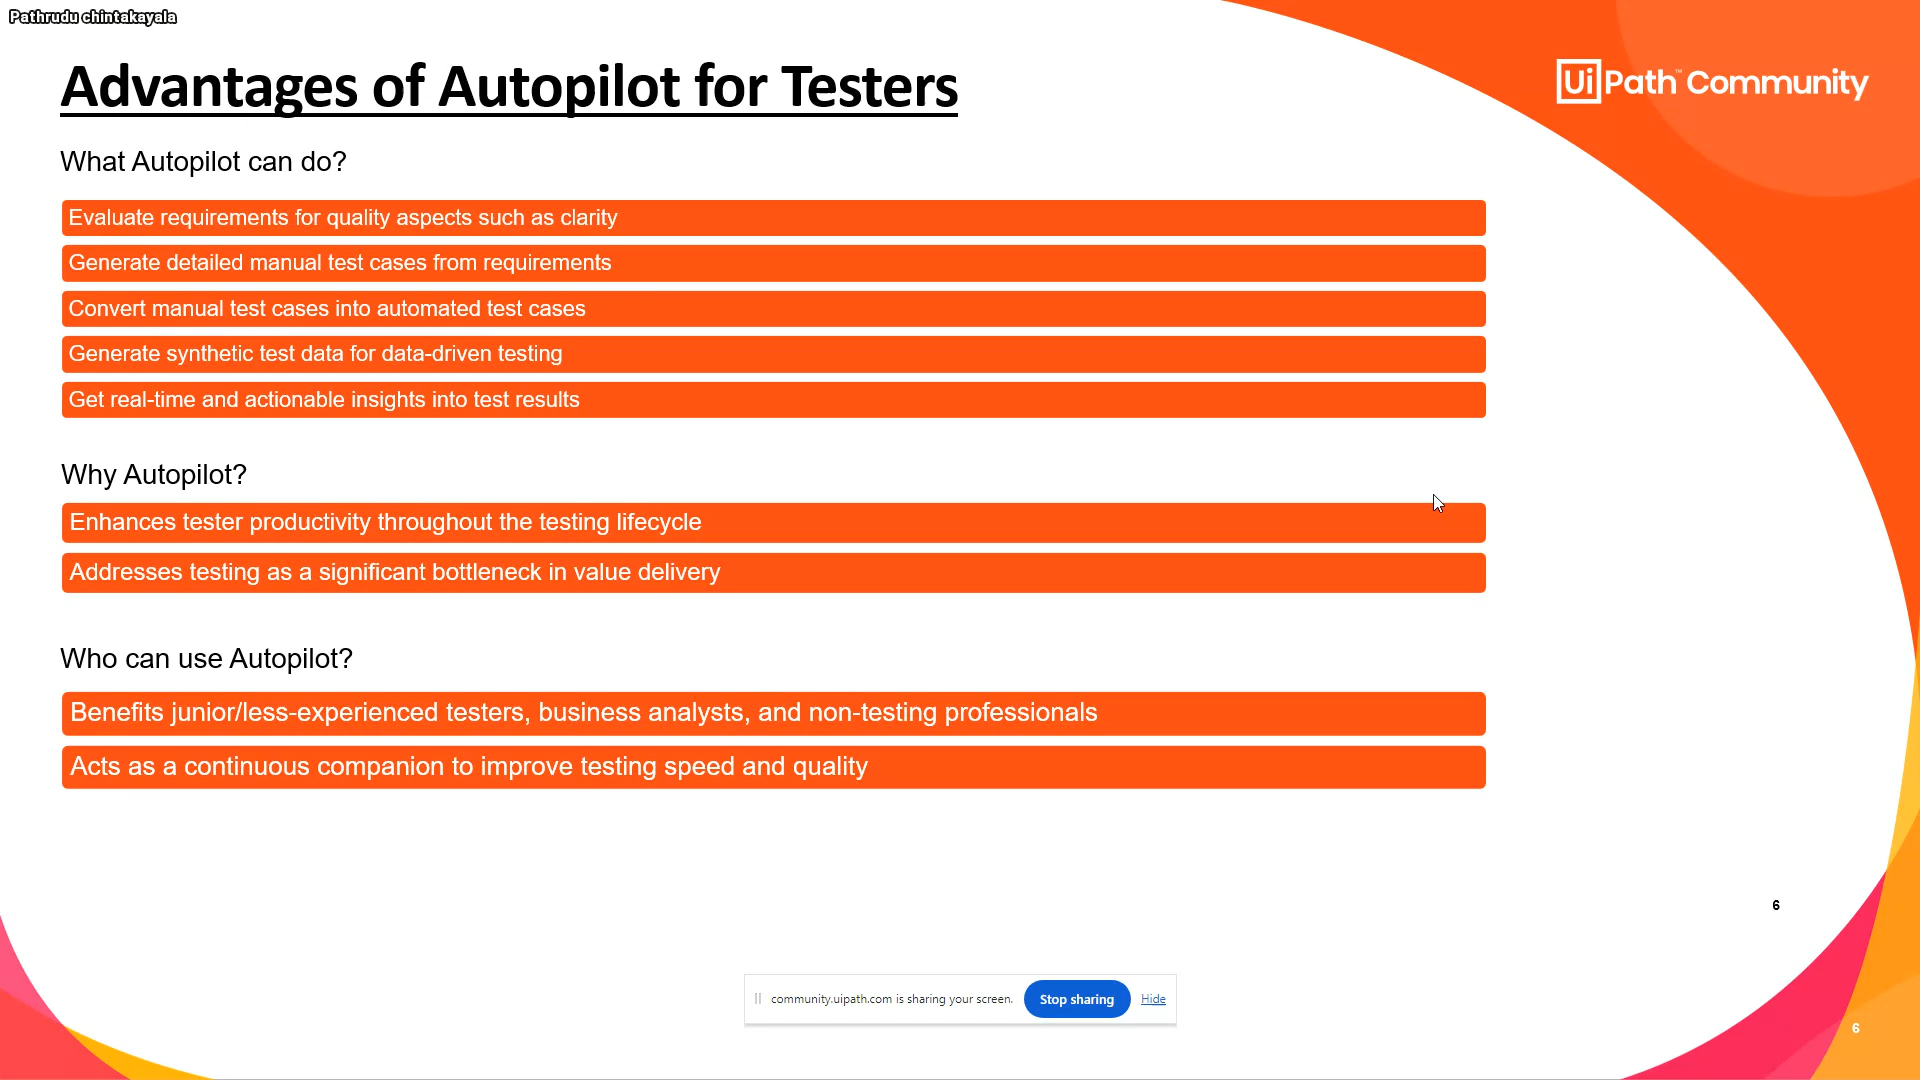 Pathrudu chintakayala
Advantages of Autopilot for Testers
UiPath™ Community
What Autopilot can do?
Evaluate requirements for quality aspects such as clarity
Generate detailed manual test cases from requirements
Convert manual test cases into automated test cases
Generate synthetic test data for data-driven testing
Get real-time and actionable insights into test results
Why Autopilot?
Enhances tester productivity throughout the testing lifecycle
Addresses testing as a significant bottleneck in value delivery
Who can use Autopilot?
Benefits junior/less-experienced testers, business analysts, and non-testing professionals
Acts as a continuous companion to improve testing speed and quality
6
community.uipath.com is sharing your screen. Stop sharing Hide
6